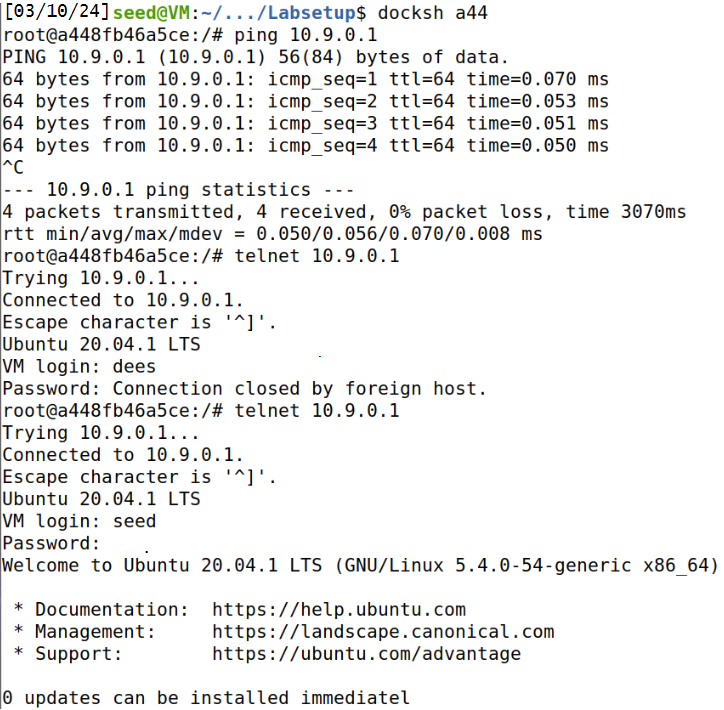 [03/10/24]seed@VM:~/.../Labsetup$ docksh a44
root@a448fb46a5ce:/# ping 10.9.0.1
PING 10.9.0.1 (10.9.0.1) 56(84) bytes of data.
64 bytes from 10.9.0.1: icmp_seq=1 ttl=64 time=0.070 ms
64 bytes from 10.9.0.1: icmp_seq=2 ttl=64 time=0.053 ms
64 bytes from 10.9.0.1: icmp_seq=3 ttl=64 time=0.051 ms
64 bytes from 10.9.0.1: icmp_seq=4 ttl=64 time=0.050 ms
^C
--- 10.9.0.1 ping statistics ---
4 packets transmitted, 4 received, 0% packet loss, time 3070ms
rtt min/avg/max/mdev = 0.050/0.056/0.070/0.008 ms
root@a448fb46a5ce:/# telnet 10.9.0.1
Trying 10.9.0.1...
Connected to 10.9.0.1.
Escape character is '^]'.
Ubuntu 20.04.1 LTS
VM login: dees
Password: Connection closed by foreign host.
root@a448fb46a5ce:/# telnet 10.9.0.1
Trying 10.9.0.1...
Connected to 10.9.0.1.
Escape character is '^]'.
Ubuntu 20.04.1 LTS
VM login: seed
Password:
Welcome to Ubuntu 20.04.1 LTS (GNU/Linux 5.4.0-54-generic x86_64)
* Documentation:  https://help.ubuntu.com
* Management:     https://landscape.canonical.com
* Support:        https://ubuntu.com/advantage
0 updates can be installed immediatel